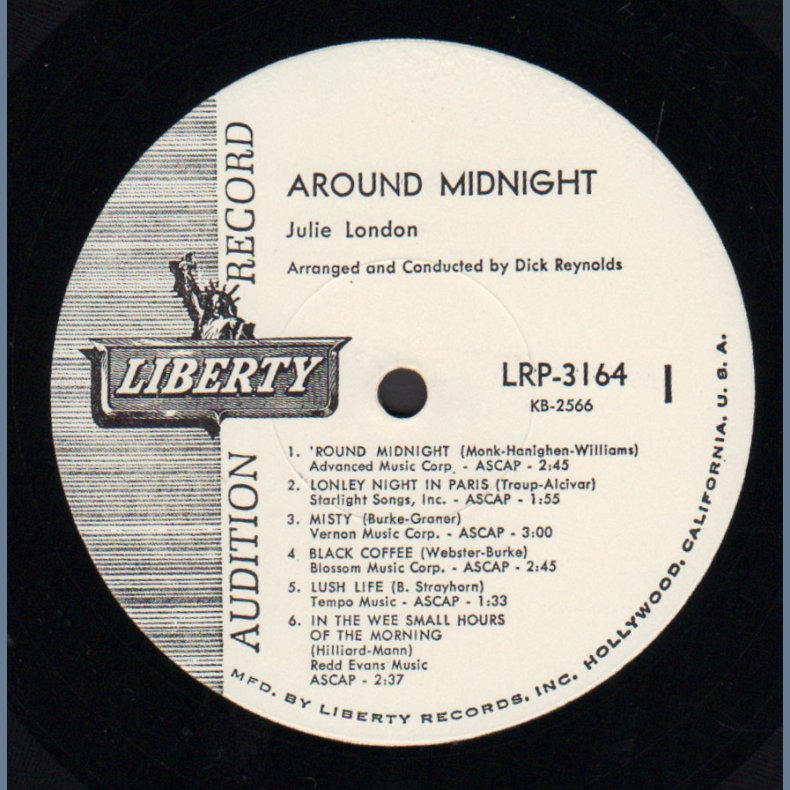 AUDITION RECORD
LIBERTY
AROUND MIDNIGHT
Julie London
Arranged and Conducted by Dick Reynolds
LRP-3164 1
KB-2566
1. 'ROUND MIDNIGHT (Monk-Hanighen-Williams)
Advanced Music Corp. - ASCAP - 2:45
2. LONLEY NIGHT IN PARIS (Troup-Alcivar)
Starlight Songs, Inc. - ASCAP - 1:55
3. MISTY (Burke-Graner)
Vernon Music Corp. - ASCAP - 3:00
4 BLACK COFFEE (Webster-Burke)
Blossom Music Corp. - ASCAP - 2:45
5. LUSH LIFE (B. Strayhorn)
Tempo Music - ASCAP - 1:33
6. IN THE WEE SMALL HOURS
OF THE MORNING
(Hilliard-Mann)
Redd Evans Music
ASCAP - 2:37
MFD. BY LIBERTY RECORDS, INC. HOLLYWOOD, CALIFORNIA, U. S. A.